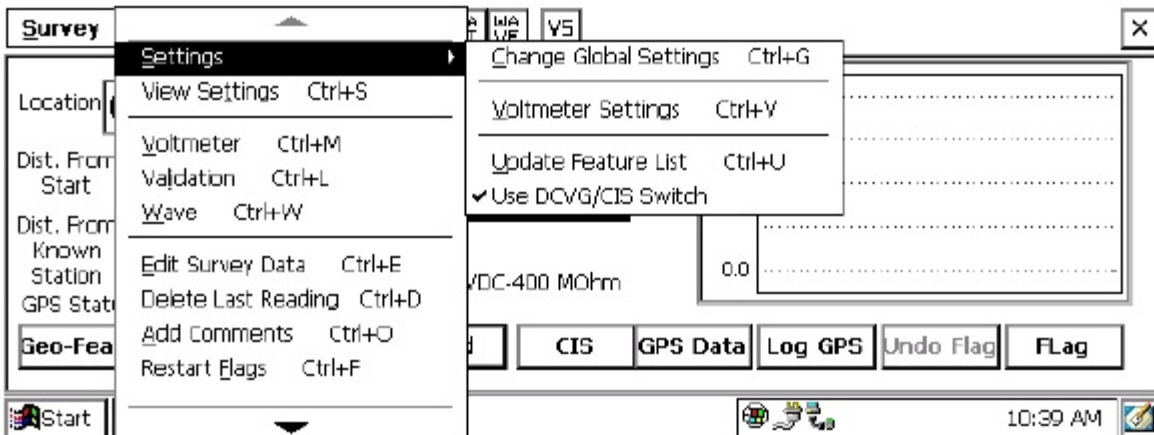 Survey
WA
VE
VS
×
Settings
Change Global Settings Ctrl+G
View Settings Ctrl+S
Location
Voltmeter Settings Ctrl+V
Voltmeter Ctrl+M
Update Feature List Ctrl+U
Validation Ctrl+L
Use DCVG/CIS Switch
Wave Ctrl+W
Dist. From
Start
Dist. From
Known
Station
Edit Survey Data Ctrl+E
0.0
VDC-400 MOhm
GPS Stat
Delete Last Reading Ctrl+D
Add Comments Ctrl+O
Restart Flags Ctrl+F
Geo-Fea
CIS
GPS Data
Log GPS
Undo Flag
FLag
Start
10:39 AM